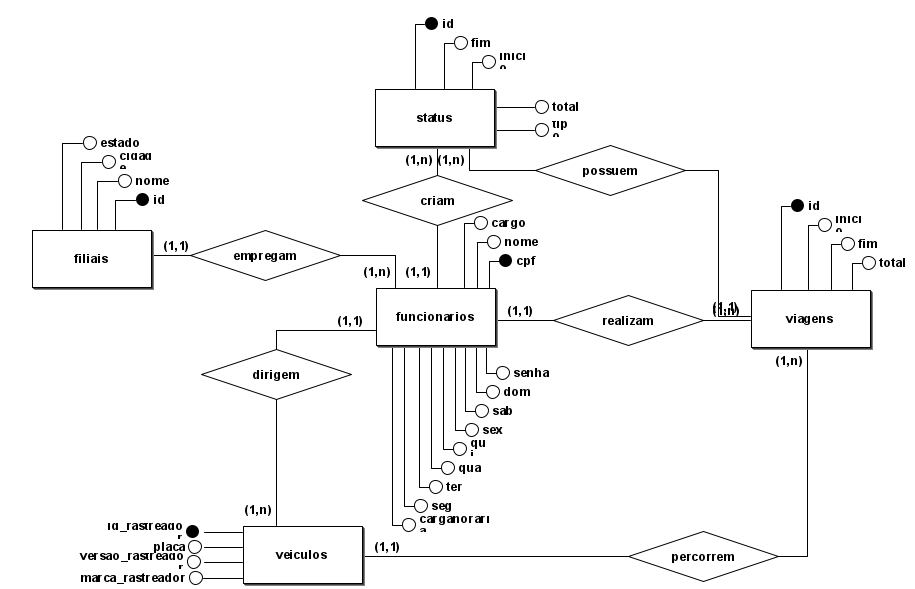 id
fim
inici
o
total
tip
o
status
estado
cidad
e
nome
id
(1,n) (1,n)
possuem
criam
id
inici
o
fim
total
cargo
nome
cpf
filiais
(1,1)
empregam
(1,n)
(1,1)
funcionarios
(1,1)
realizam
(1,1)
(1,n)
viagens
(1,1)
(1,n)
dirigem
senha
dom
sab
sex
qu
i
qua
ter
seg
cargahorari
a
(1,n)
id_rastreado
r
placa
versao_rastreado
r
marca_rastreador
veiculos
(1,1)
percorrem